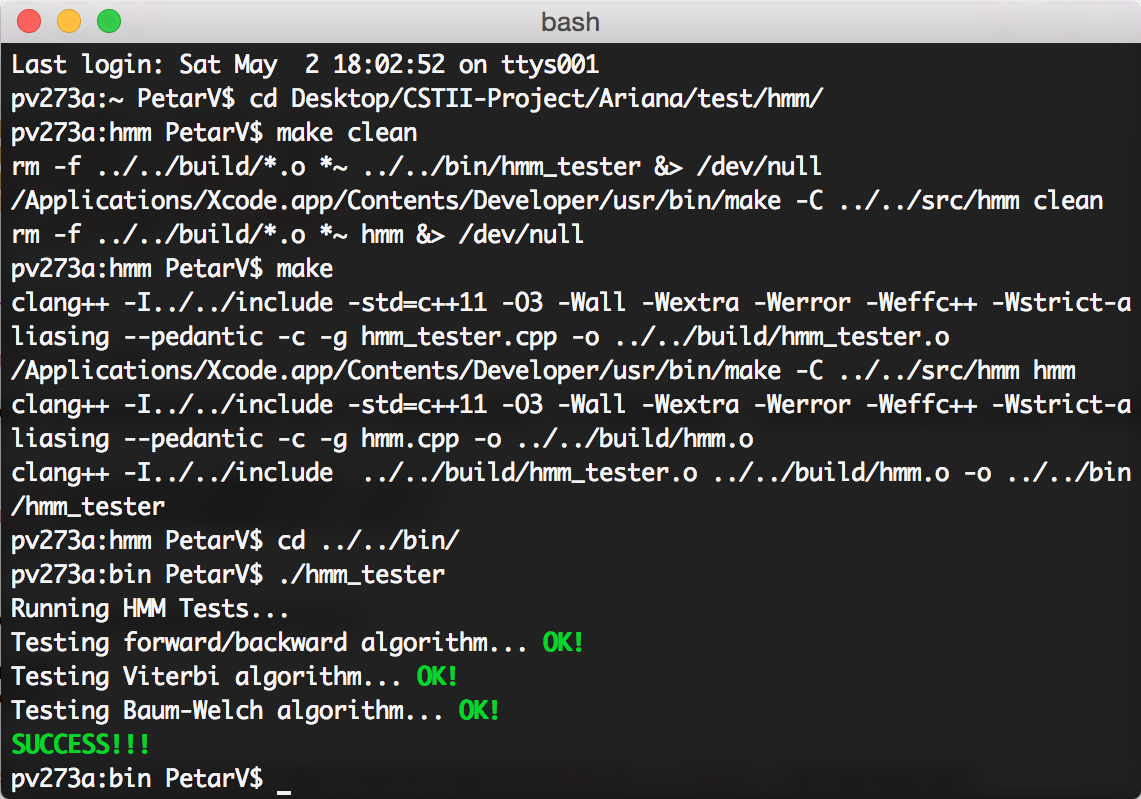 bash
Last login: Sat May  2 18:02:52 on ttys001
pv273a:~ PetarV$ cd Desktop/CSTII-Project/Ariana/test/hmm/
pv273a:hmm PetarV$ make clean
rm -f ../../build/*.o *~ ../../bin/hmm_tester &> /dev/null
/Applications/Xcode.app/Contents/Developer/usr/bin/make -C ../../src/hmm clean
rm -f ../../build/*.o *~ hmm &> /dev/null
pv273a:hmm PetarV$ make
clang++ -I../../include -std=c++11 -O3 -Wall -Wextra -Werror -Weffc++ -Wstrict-a
liasing --pedantic -c -g hmm_tester.cpp -o ../../build/hmm_tester.o
/Applications/Xcode.app/Contents/Developer/usr/bin/make -C ../../src/hmm hmm
clang++ -I../../include -std=c++11 -O3 -Wall -Wextra -Werror -Weffc++ -Wstrict-a
liasing --pedantic -c -g hmm.cpp -o ../../build/hmm.o
clang++ -I../../include  ../../build/hmm_tester.o ../../build/hmm.o -o ../../bin
/hmm_tester
pv273a:hmm PetarV$ cd ../../bin/
pv273a:bin PetarV$ ./hmm_tester
Running HMM Tests...
Testing forward/backward algorithm... OK!
Testing Viterbi algorithm... OK!
Testing Baum-Welch algorithm... OK!
SUCCESS!!!
pv273a:bin PetarV$ _